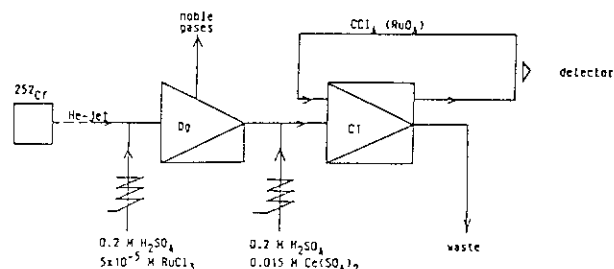 noble
gases
CCl₄ (RuO₄)
detector
²⁵²Cf
He-jet
Dg
CT
0.2 M H₂SO₄
5x10⁻⁵ M RuCl₃
0.2 M H₂SO₄
0.015 M Ce(SO₄)₂
waste